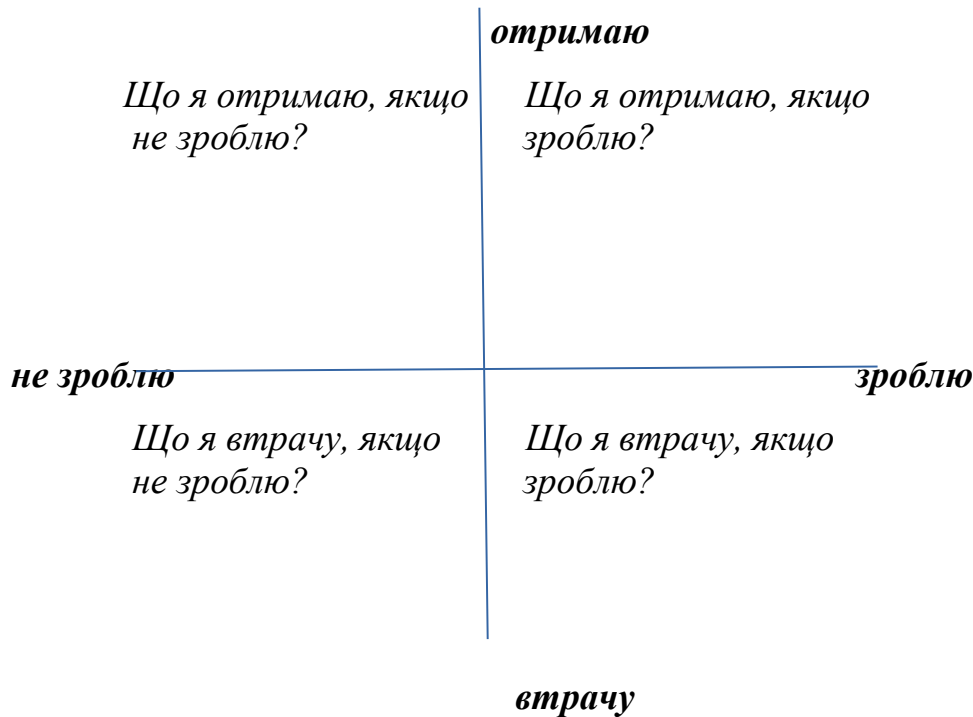 отримаю
Що я отримаю, якщо
не зроблю?
Що я отримаю, якщо
зроблю?
не зроблю
зроблю
Що я втрачу, якщо
не зроблю?
Що я втрачу, якщо
зроблю?
втрачу